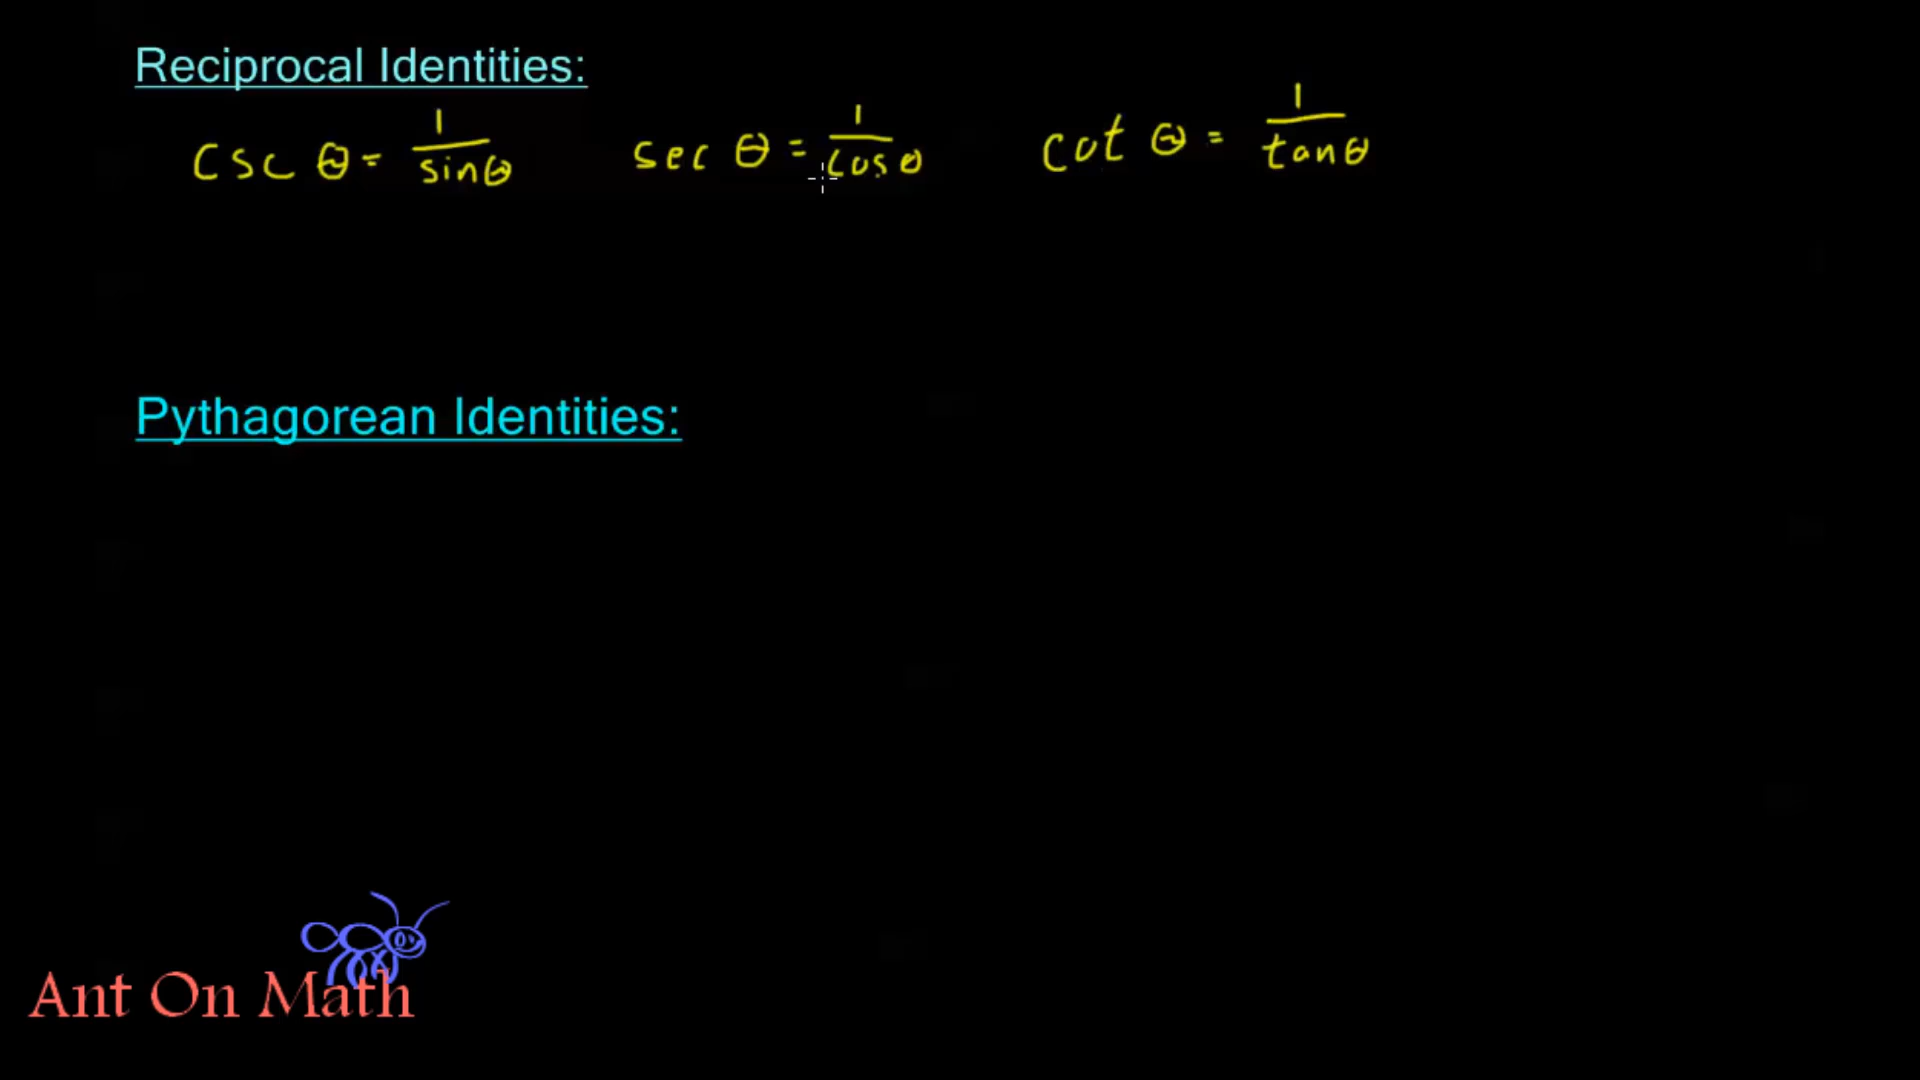 Reciprocal Identities:
csc θ = 1/sinθ   sec θ = 1/cosθ   cot θ = 1/tanθ
Pythagorean Identities:
Ant On Math